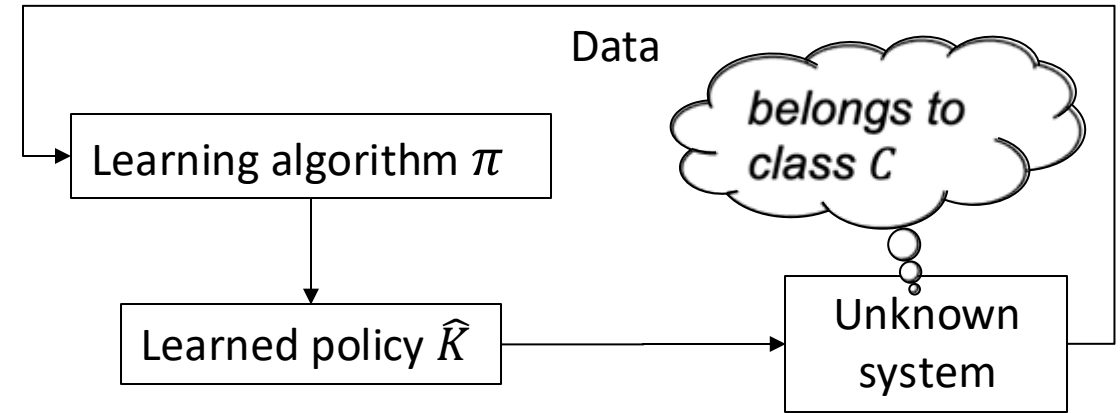 Data
belongs to
class C
Learning algorithm π
Learned policy K̂
Unknown
system